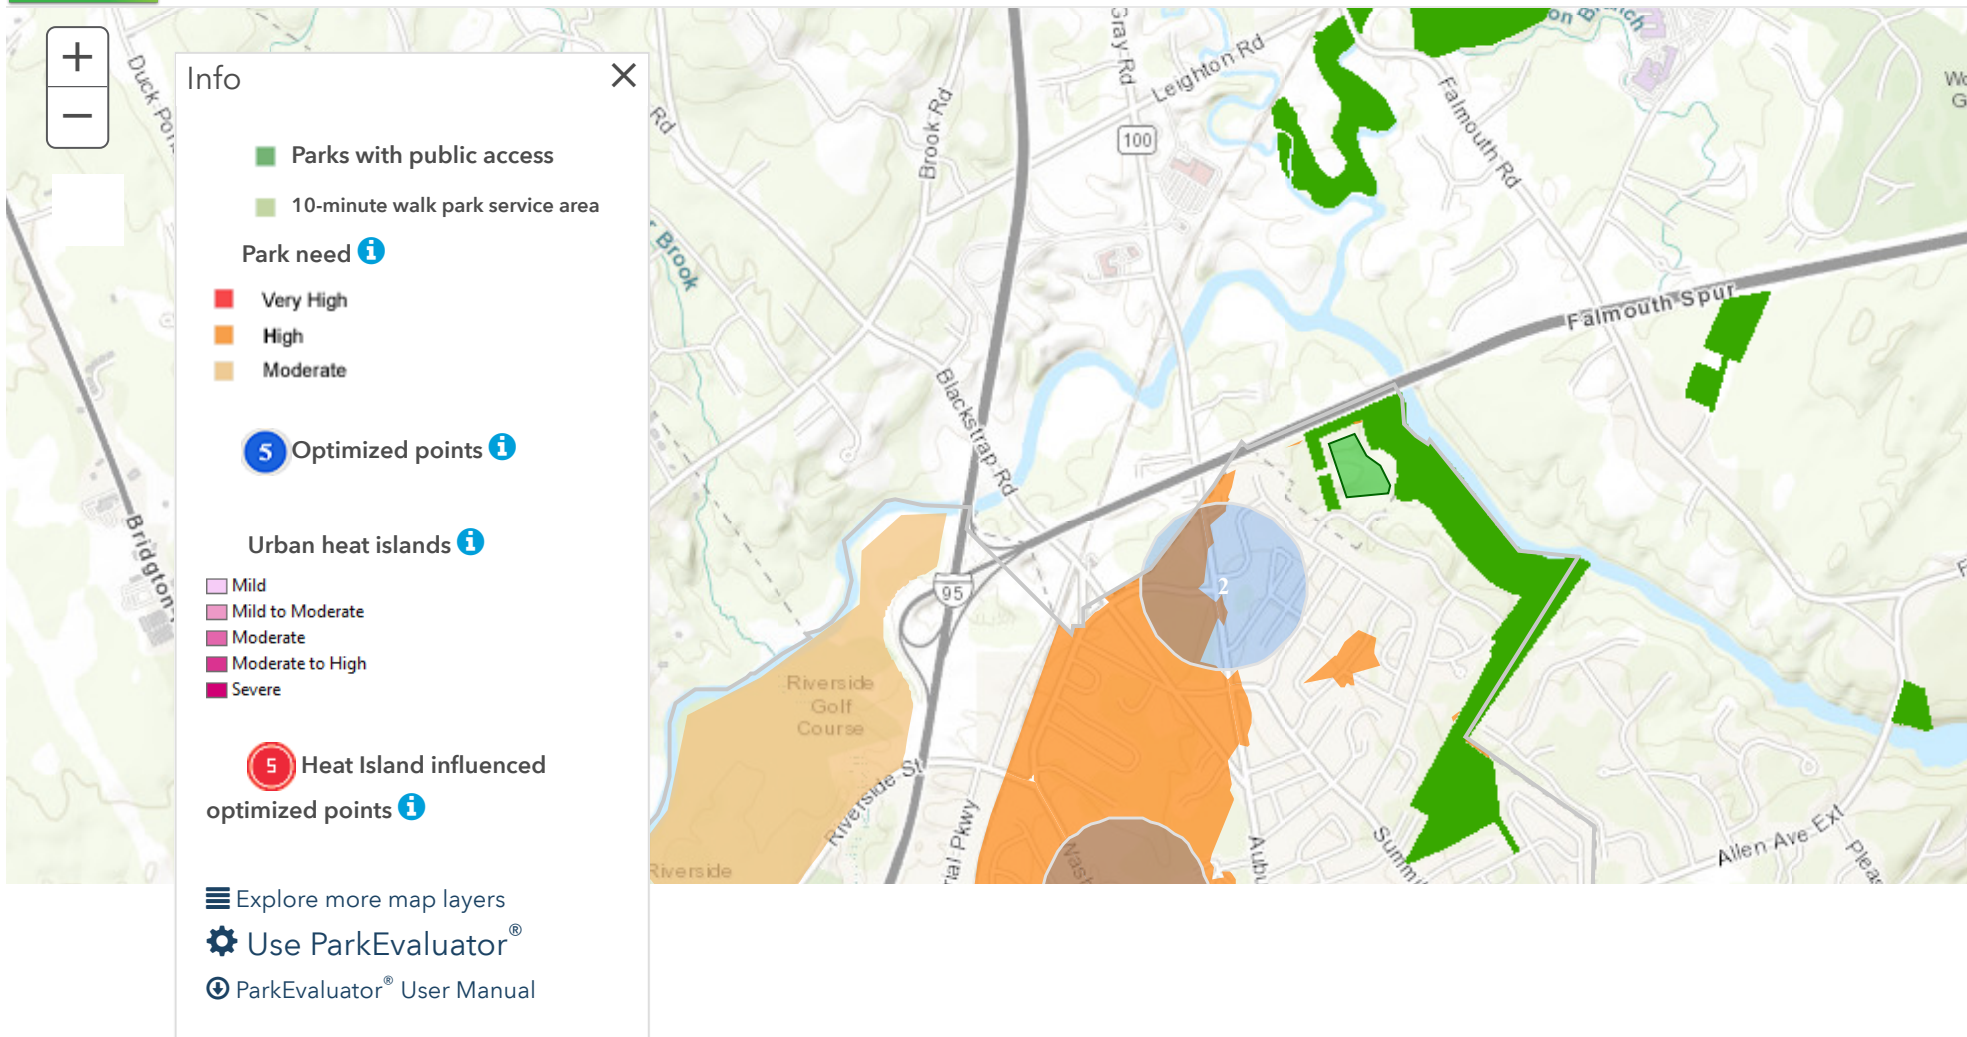 Info
Parks with public access
10-minute walk park service area
Park need
Very High
High
Moderate
5 Optimized points
Urban heat islands
Mild
Mild to Moderate
Moderate
Moderate to High
Severe
5 Heat Island influenced
optimized points
Explore more map layers
Use ParkEvaluator®
ParkEvaluator® User Manual
Rd
Brook Rd
Gray Rd
Leighton Rd
100
Falmouth Rd
Brook
Falmouth Spur
Blackstrap Rd
Bridgton
95
2
Riverside
Golf
Course
Riverside St
Riverside
Allen Ave Ext